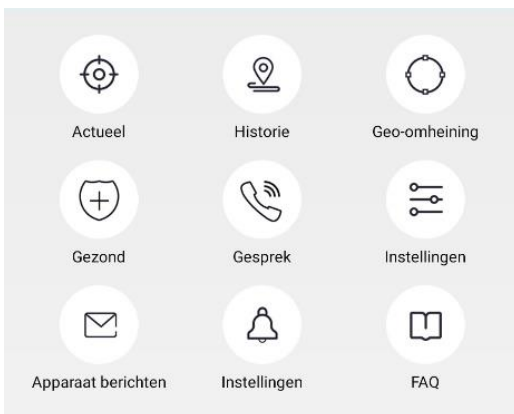 Actueel
Historie
Geo-omheining
Gezond
Gesprek
Instellingen
Apparaat berichten
Instellingen
FAQ